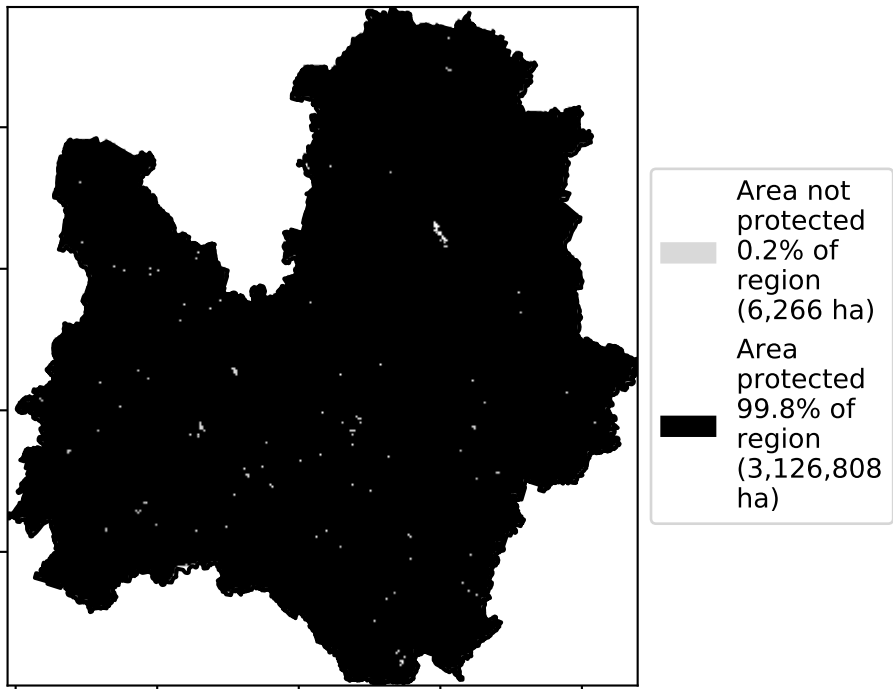 Area not
protected
0.2% of
region
(6,266 ha)
Area
protected
99.8% of
region
(3,126,808
ha)